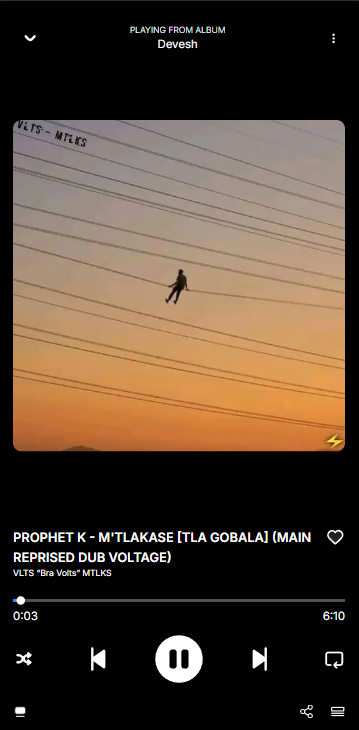 PLAYING FROM ALBUM
Devesh
VLTS - MTLKS
PROPHET K - M'TLAKASE [TLA GOBALA] (MAIN
REPRISED DUB VOLTAGE)
VLTS "Bra Volts" MTLKS
0:03
6:10